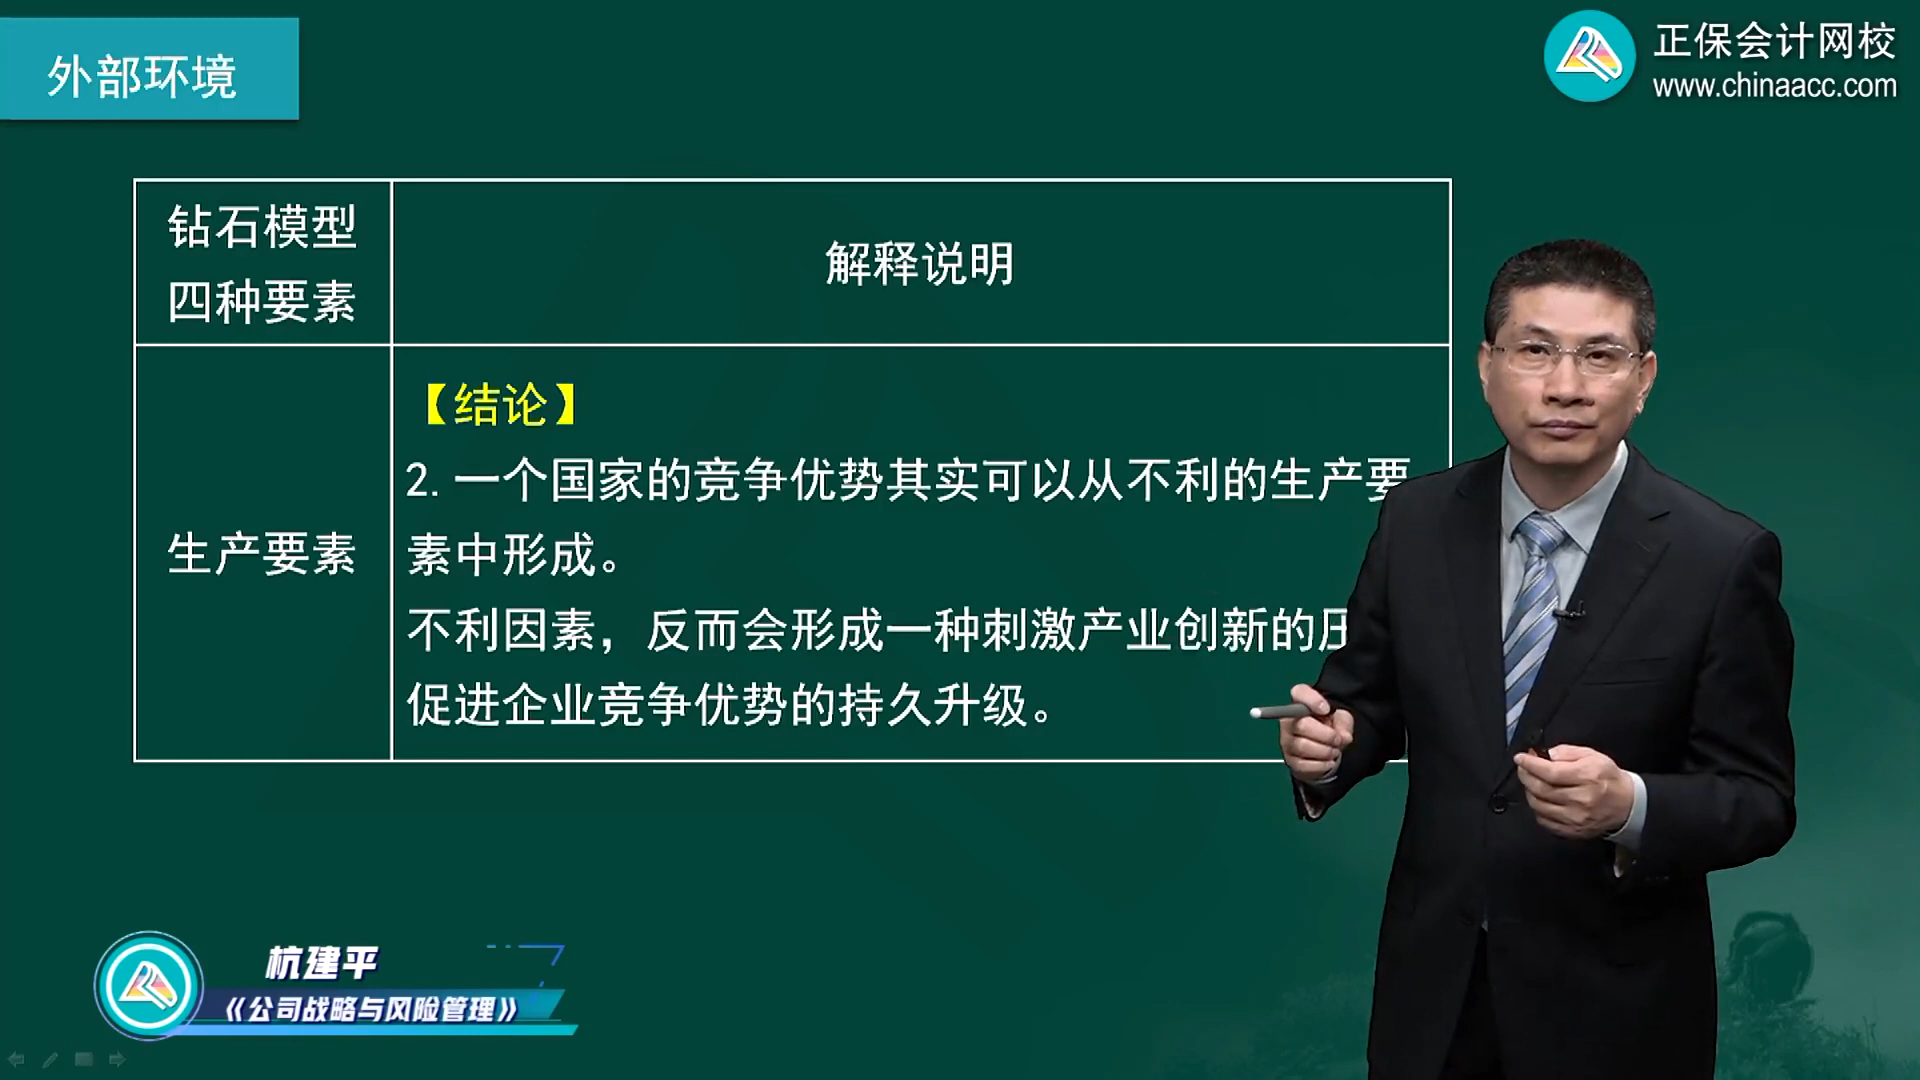 外部环境
正保会计网校
www.chinaacc.com
钻石模型
四种要素
解释说明
生产要素
【结论】
2.一个国家的竞争优势其实可以从不利的生产要
素中形成。
不利因素，反而会形成一种刺激产业创新的
促进企业竞争优势的持久升级。
杭建平
《公司战略与风险管理》